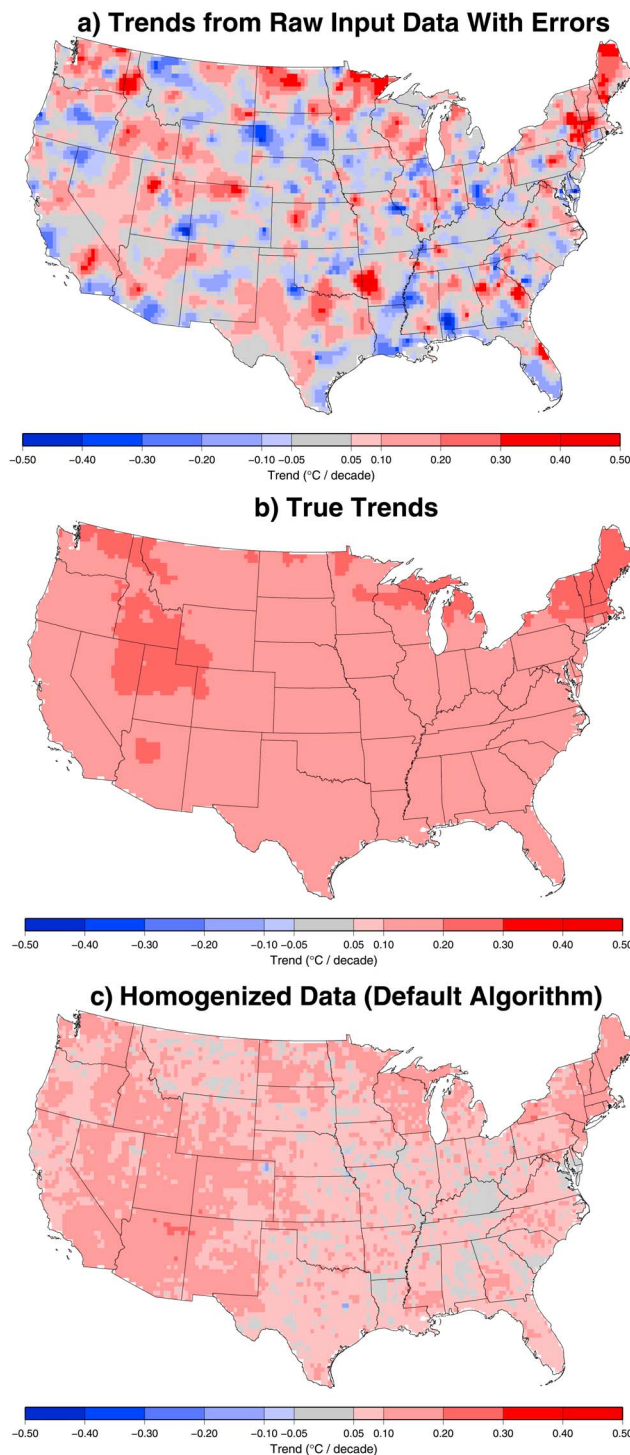 a) Trends from Raw Input Data With Errors
−0.50 −0.40 −0.30 −0.20 −0.10 −0.05 0.05 0.10 0.20 0.30 0.40 0.50
Trend (°C / decade)
b) True Trends
−0.50 −0.40 −0.30 −0.20 −0.10 −0.05 0.05 0.10 0.20 0.30 0.40 0.50
Trend (°C / decade)
c) Homogenized Data (Default Algorithm)
−0.50 −0.40 −0.30 −0.20 −0.10 −0.05 0.05 0.10 0.20 0.30 0.40 0.50
Trend (°C / decade)